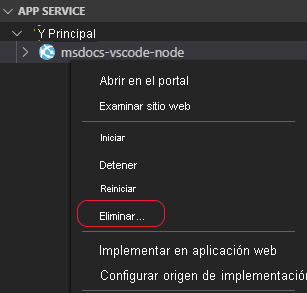 APP SERVICE
Y Principal
msdocs-vscode-node
Abrir en el portal
Examinar sitio web
Iniciar
Detener
Reiniciar
Eliminar...
Implementar en aplicación web
Configurar origen de implementación